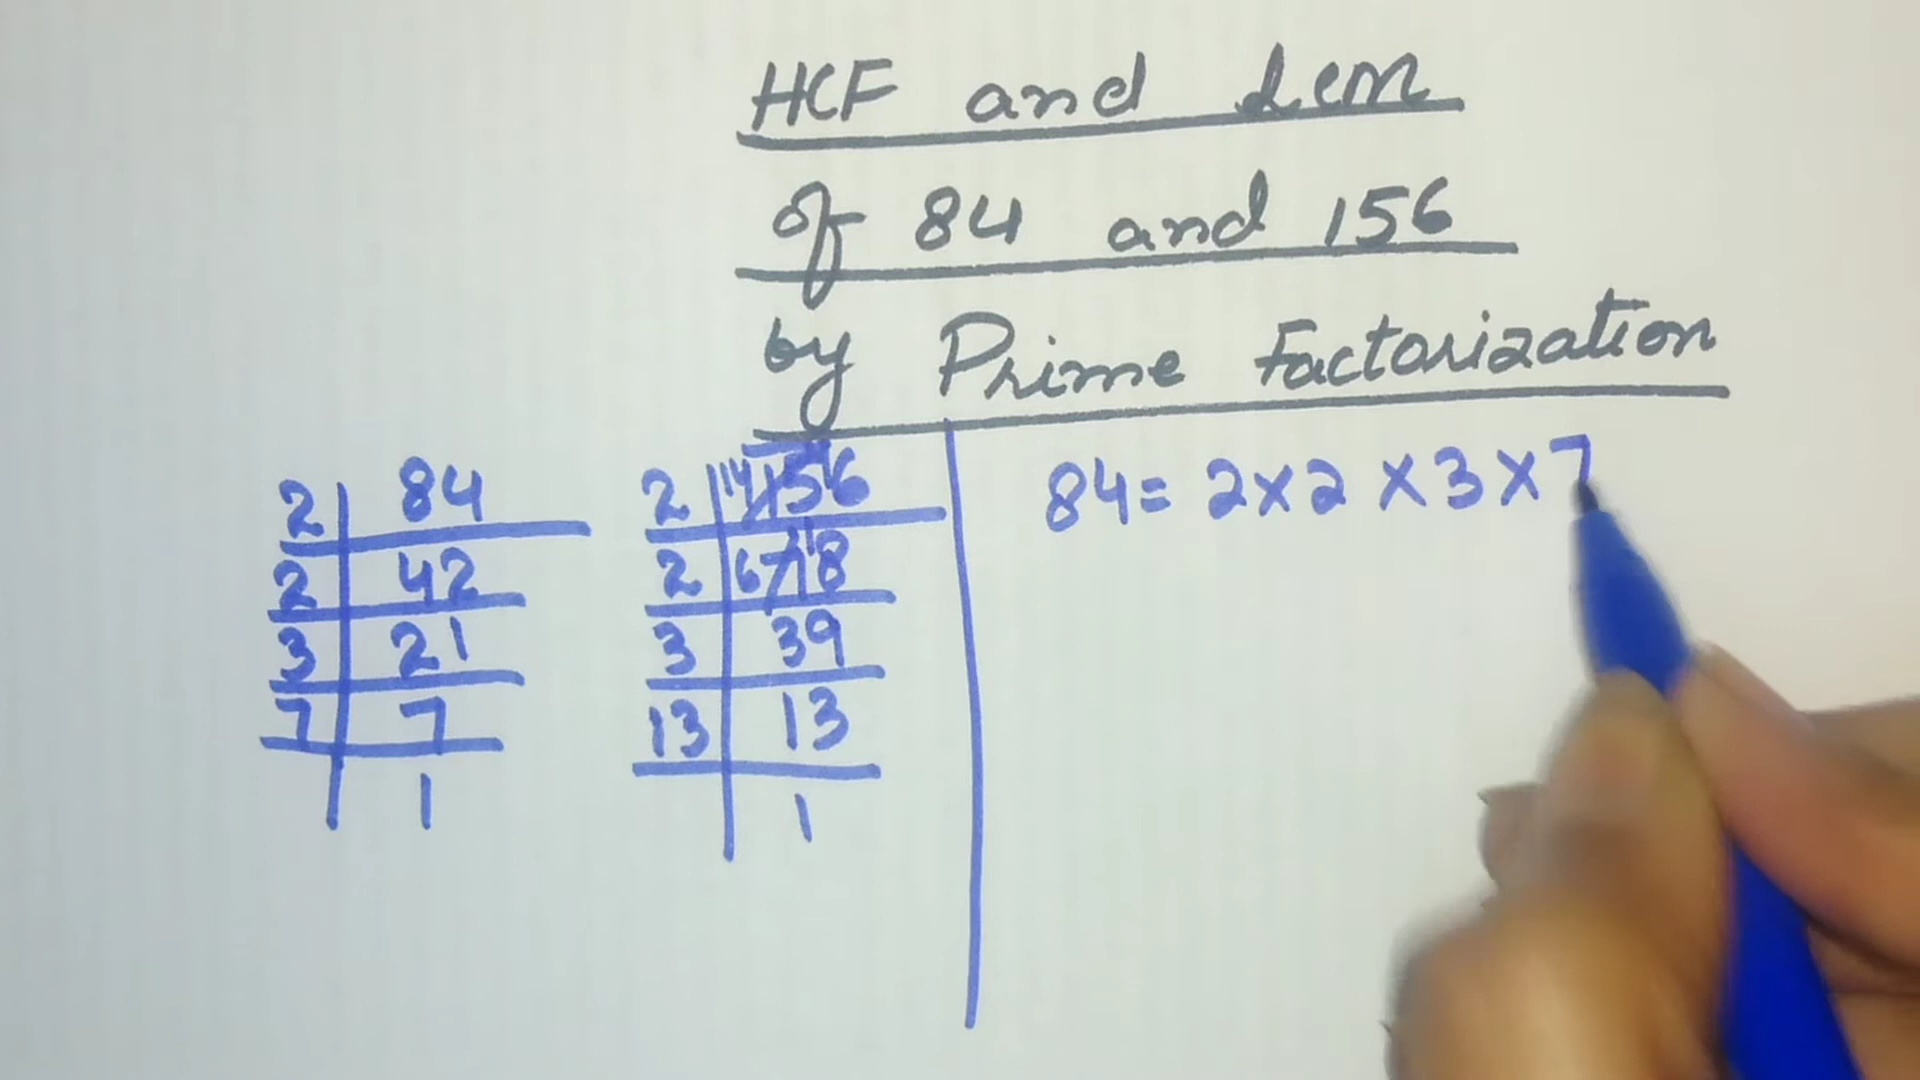 HCF and Lcm
of 84 and 156
by Prime Factorization
2 84
2 42
3 21
7 7
1
2 156
2 78
3 39
13 13
1
84= 2×2 ×3×7